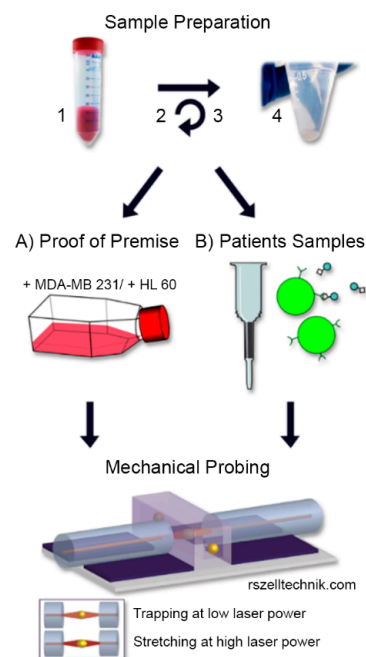 Sample Preparation
1
2
3
4
A) Proof of Premise
B) Patients Samples
+ MDA-MB 231/ + HL 60
Mechanical Probing
rszelltechnik.com
Trapping at low laser power
Stretching at high laser power